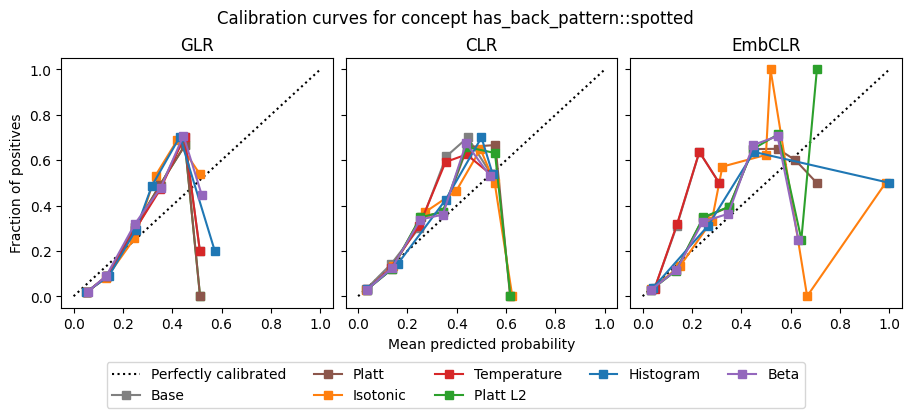 Calibration curves for concept has_back_pattern::spotted
GLR
CLR
EmbCLR
Fraction of positives
1.0
0.8
0.6
0.4
0.2
0.0
0.0 0.2 0.4 0.6 0.8 1.0
0.0 0.2 0.4 0.6 0.8 1.0
0.0 0.2 0.4 0.6 0.8 1.0
Mean predicted probability
Perfectly calibrated Platt Temperature Histogram Beta
Base Isotonic Platt L2